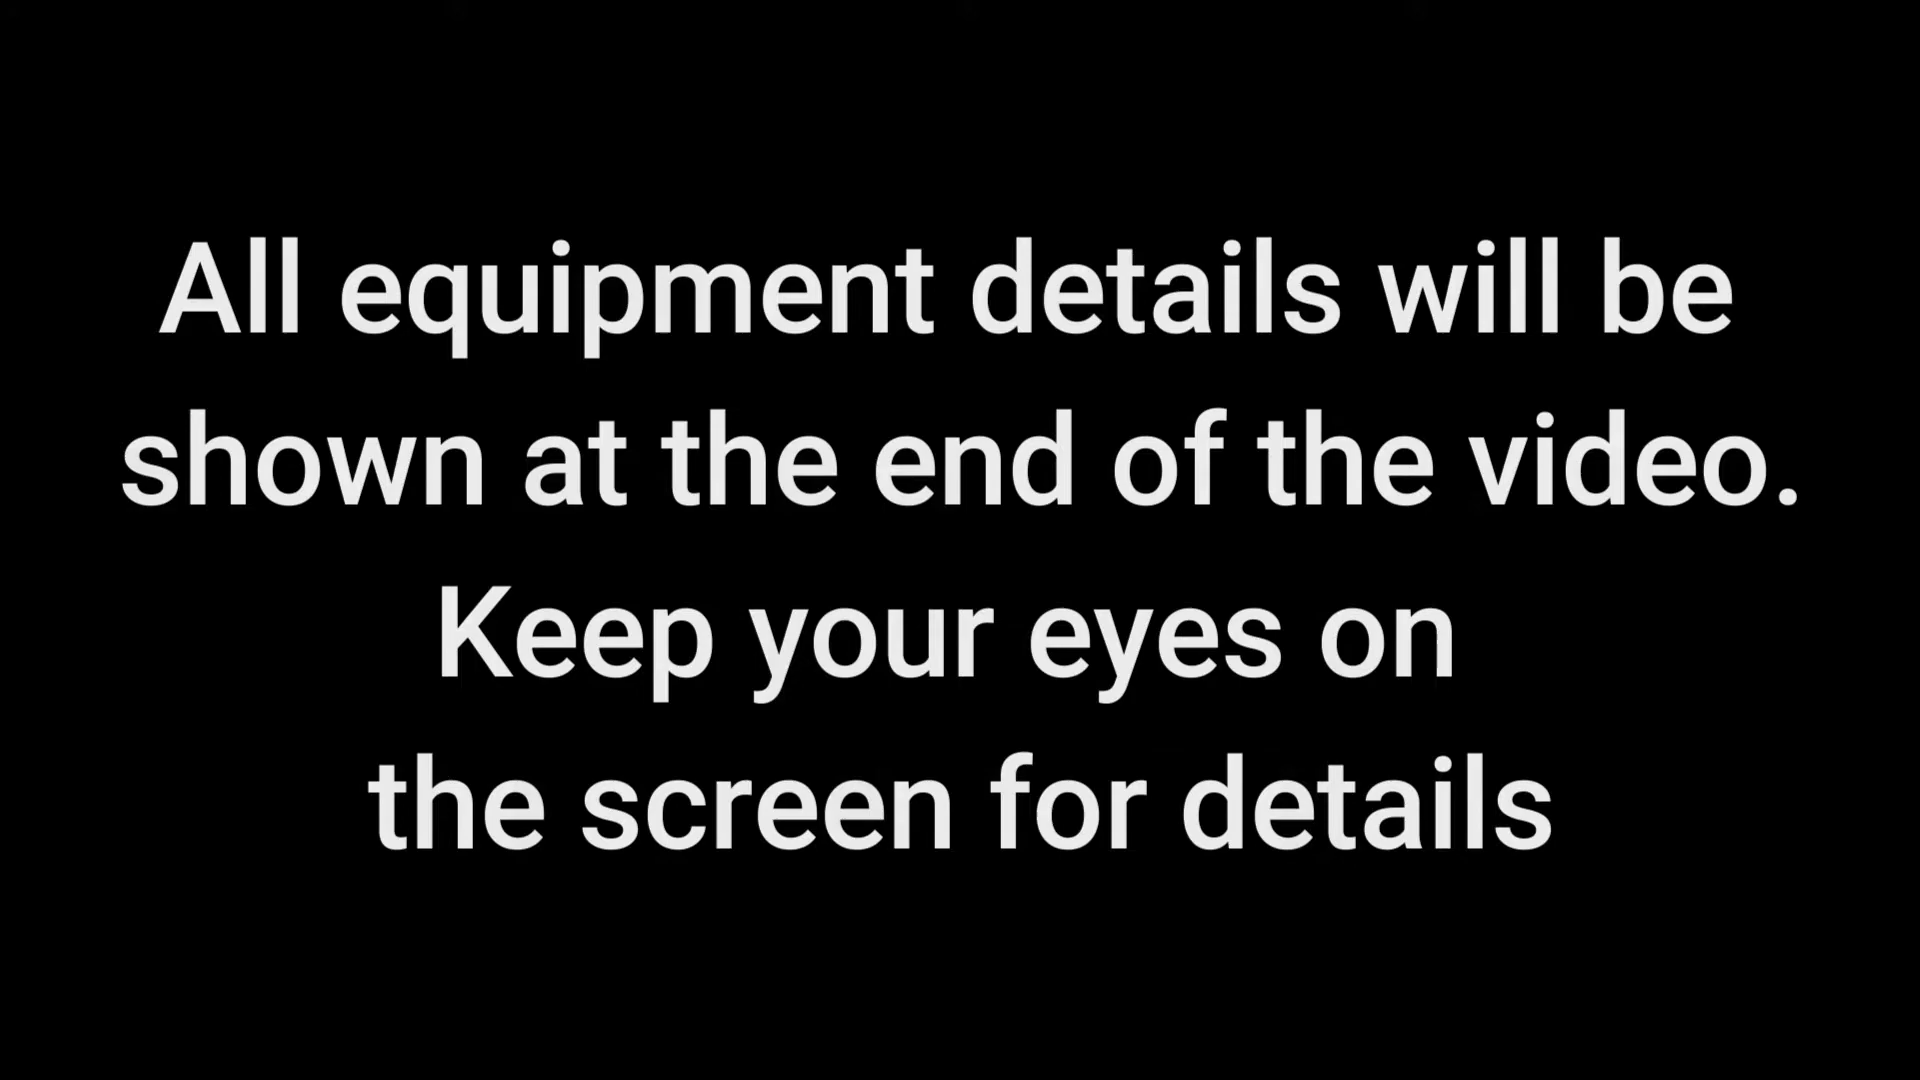 All equipment details will be
shown at the end of the video.
Keep your eyes on
the screen for details